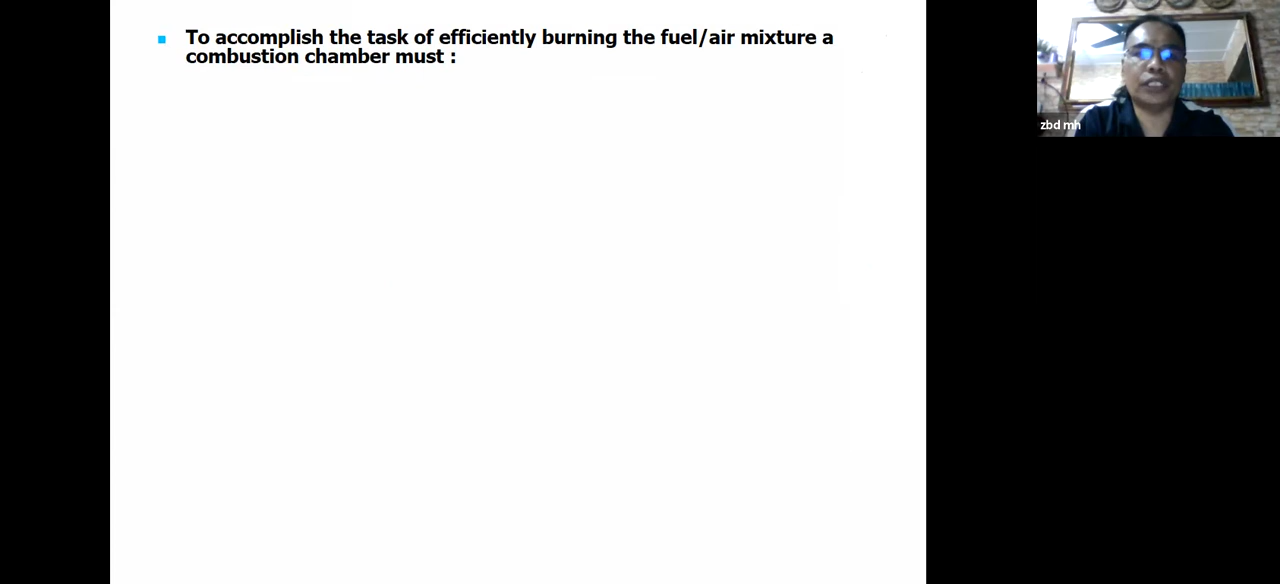 To accomplish the task of efficiently burning the fuel/air mixture a
combustion chamber must :
zbd mh